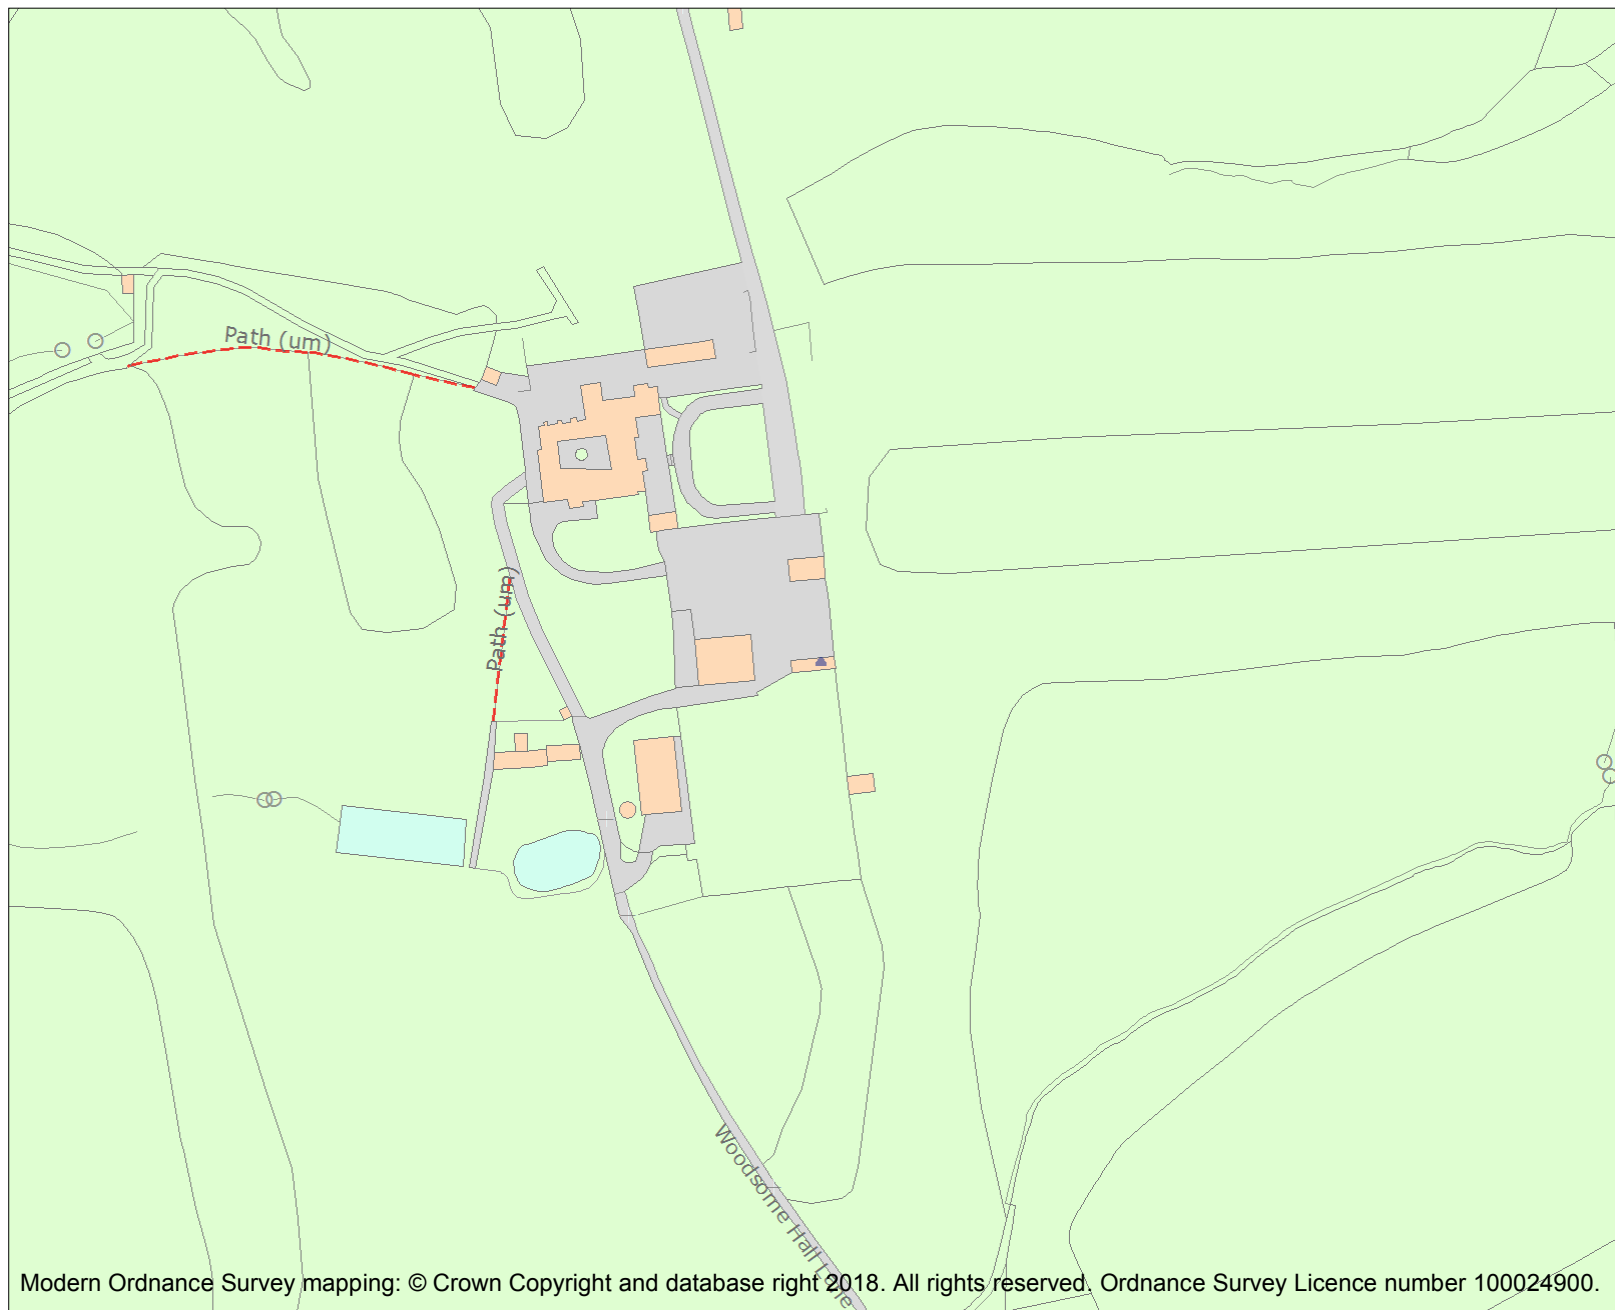 Path (um)
Path (um)
Woodsome Hall Lane
Modern Ordnance Survey mapping: © Crown Copyright and database right 2018. All rights reserved. Ordnance Survey Licence number 100024900.